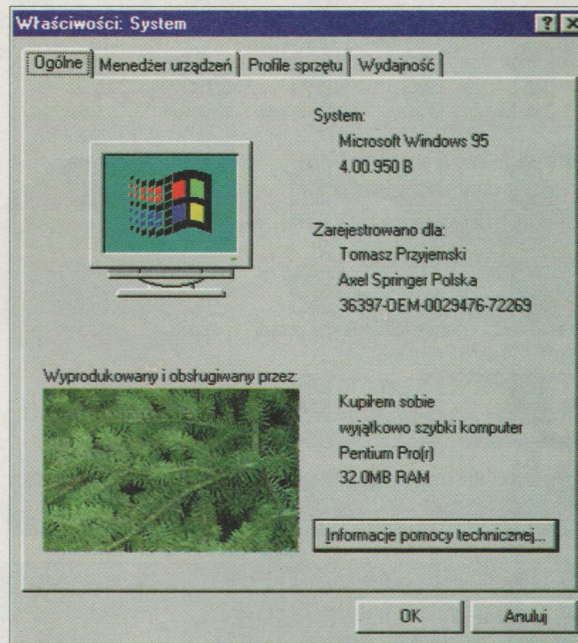 Właściwości: System
Ogólne
Menedżer urządzeń
Profile sprzętu
Wydajność
System:
Microsoft Windows 95
4.00.950 B
Zarejestrowano dla:
Tomasz Przyjemski
Axel Springer Polska
36397-OEM-0029476-72269
Wyprodukowany i obsługiwany przez:
Kupiłem sobie
wyjątkowo szybki komputer
Pentium Pro(r)
32.0MB RAM
Informacje pomocy technicznej...
OK
Anuluj